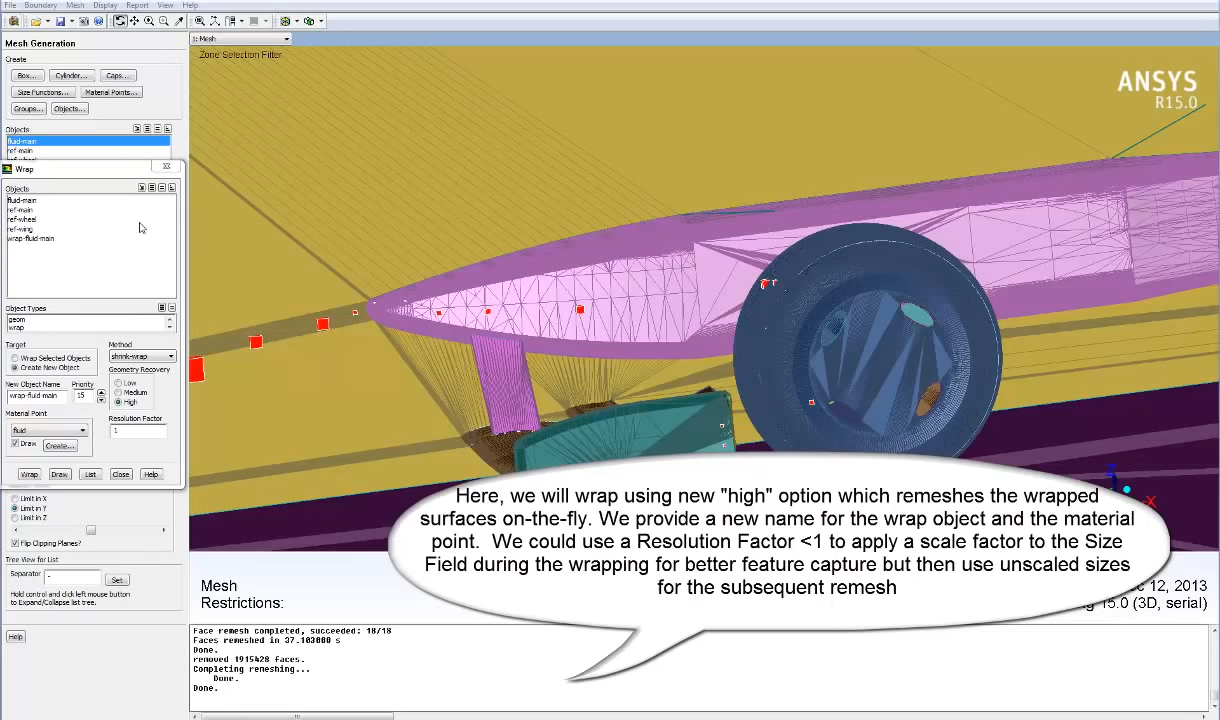 File Boundary Mesh Display Report View Help
Mesh Generation
1: Mesh
Zone Selection Filter
ANSYS
R15.0
Create
Box... Cylinder... Caps...
Size Functions... Material Points...
Groups... Objects...
Objects
fluid-main
ref-main
Wrap
Objects
fluid-main
ref-main
ref-wheel
ref-wing
wrap-fluid-main
Object Types
geom
wrap
Target
Wrap Selected Objects
Create New Object
Method
shrink-wrap
Geometry Recovery
Low
Medium
High
New Object Name Priority
wrap-fluid-main 15
Material Point
fluid
Draw Create...
Resolution Factor
1
Wrap Draw List Close Help
Limit in X
Limit in Y
Limit in Z
Flip Clipping Planes?
Tree View for List
Separator - Set
Hold control and click left mouse button
to Expand/Collapse list tree.
Help
Z
X
Here, we will wrap using new "high" option which remeshes the wrapped
surfaces on-the-fly. We provide a new name for the wrap object and the material
point. We could use a Resolution Factor <1 to apply a scale factor to the Size
Field during the wrapping for better feature capture but then use unscaled sizes
for the subsequent remesh
Mesh
Restrictions:
12, 2013
15.0 (3D, serial)
Face remesh completed, succeeded: 18/18
Faces remeshed in 37.103000 s
Done.
removed 1915428 faces.
Completing remeshing...
Done.
Done.